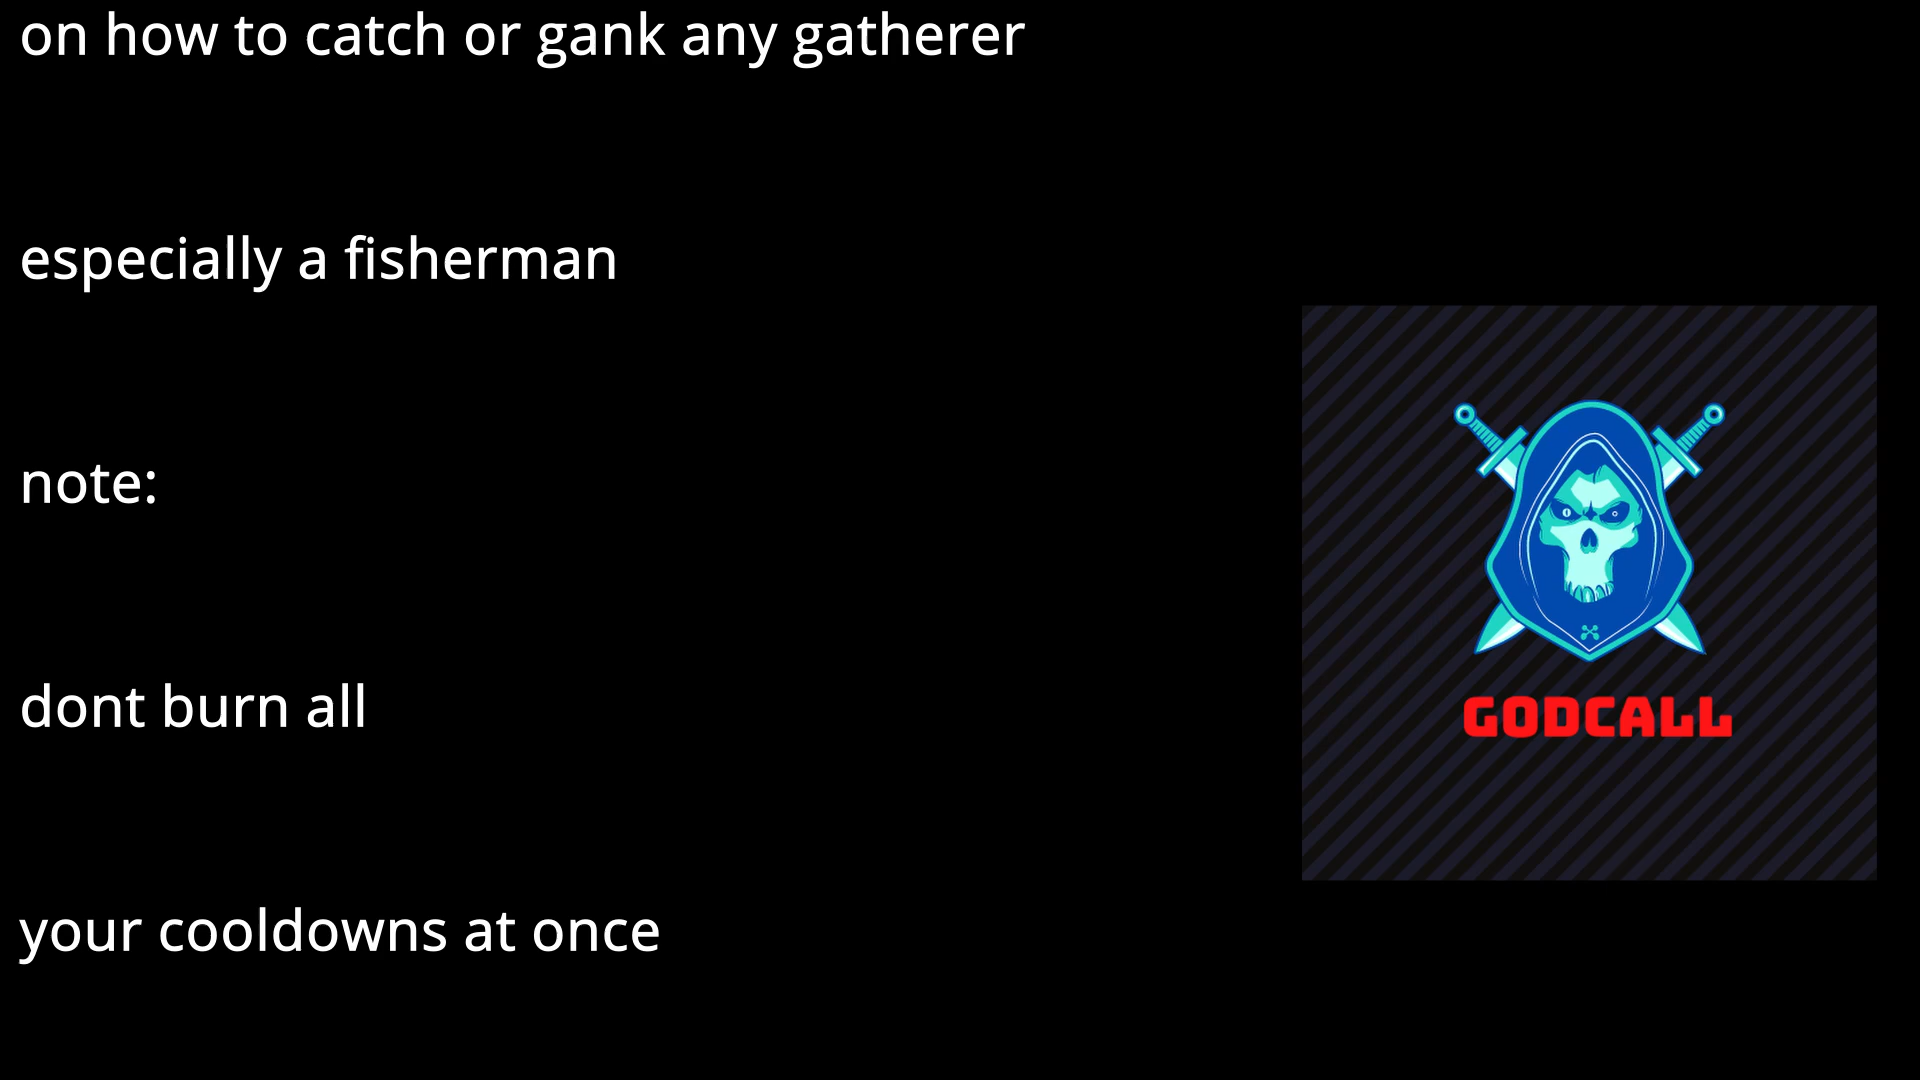 on how to catch or gank any gatherer
especially a fisherman
note:
dont burn all
your cooldowns at once
GODCALL